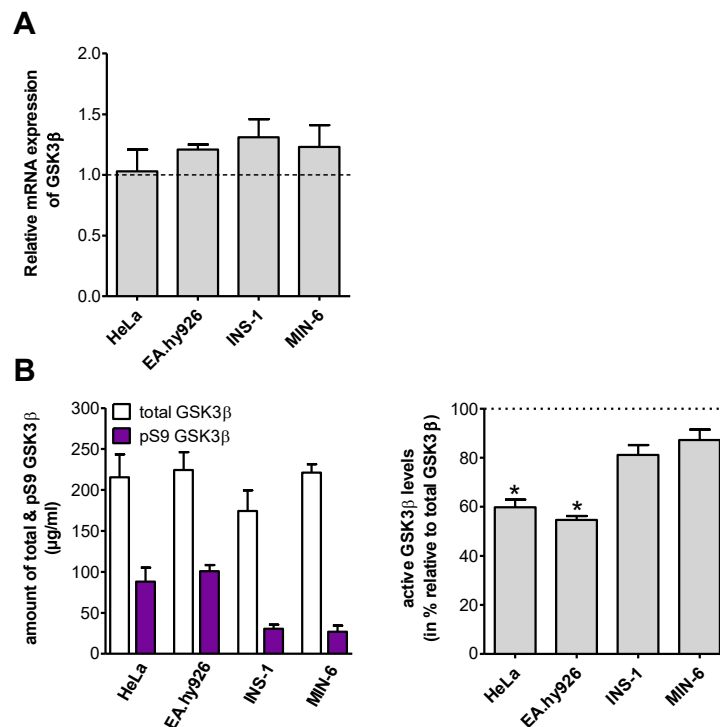 A
Relative mRNA expression
of GSK3β
2.0
1.5
1.0
0.5
0.0
HeLa
EA.hy926
INS-1
MIN-6
B
amount of total & pS9 GSK3β
(µg/ml)
300
250
200
150
100
50
0
total GSK3β
pS9 GSK3β
HeLa
EA.hy926
INS-1
MIN-6
active GSK3β levels
(in % relative to total GSK3β)
100
80
60
40
20
0
*
*
HeLa
EA.hy926
INS-1
MIN-6